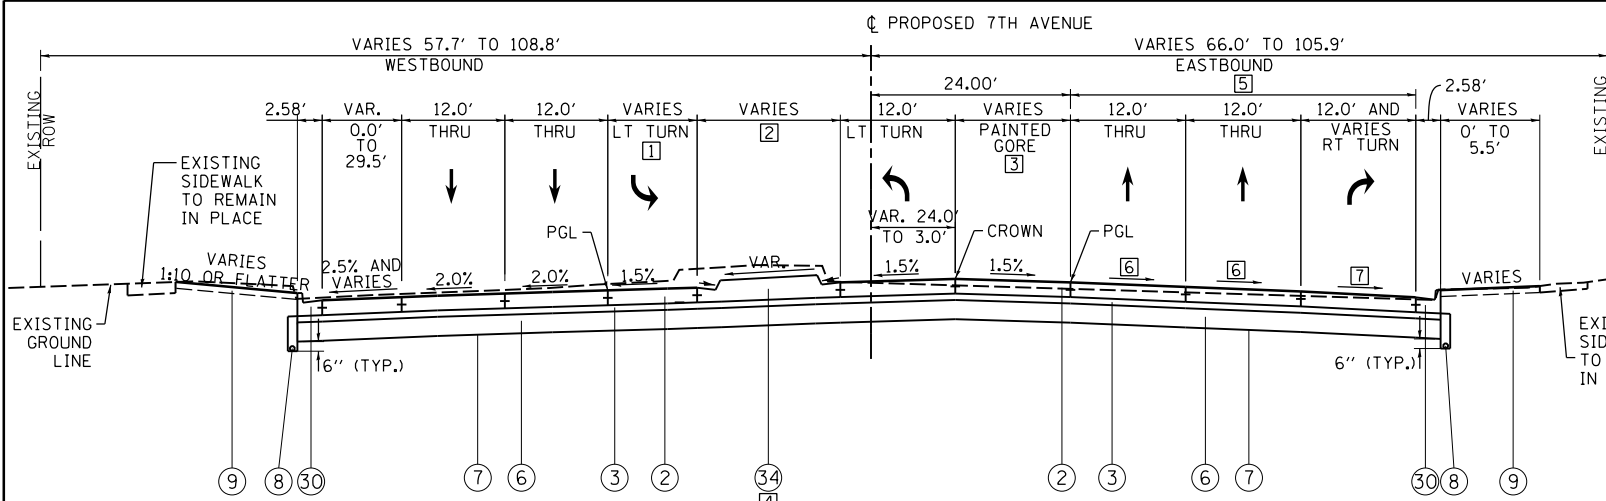 ℄ PROPOSED 7TH AVENUE
VARIES 57.7' TO 108.8'
WESTBOUND
VARIES 66.0' TO 105.9'
EASTBOUND
5
24.00'
2.58'
EXISTING
ROW
2.58'
VAR.
0.0'
TO
29.5'
12.0'
THRU
12.0'
THRU
VARIES
LT TURN
1
VARIES
2
12.0'
LT TURN
VARIES
PAINTED
GORE
3
12.0'
THRU
12.0'
THRU
12.0' AND
VARIES
RT TURN
VARIES
0' TO
5.5'
EXISTING
EXISTING
SIDEWALK
TO REMAIN
IN PLACE
PGL
VAR. 24.0'
TO 3.0'
CROWN
PGL
VARIES
1:10 OR FLATTER
2.5% AND
VARIES
2.0%
2.0%
1.5%
VAR.
1.5%
1.5%
6
6
7
VARIES
EXISTING
GROUND
LINE
6'' (TYP.)
6'' (TYP.)
EXI
SID
TO
IN
9
8
30
7
6
3
2
34
4
2
3
6
7
30
8
9